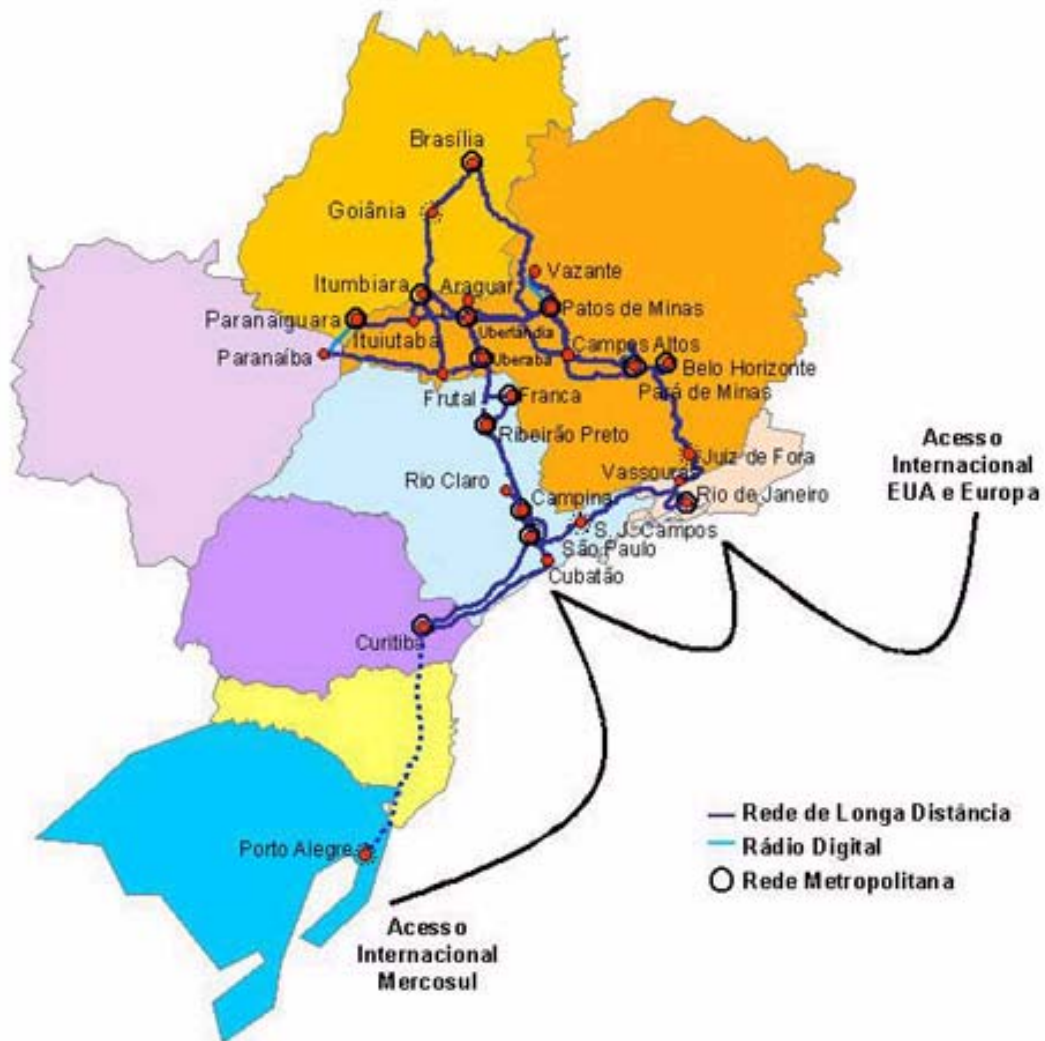 Brasília
Goiânia
Vazante
Itumbiara
Araguari
Patos de Minas
Paranaiguara
Uberlândia
Ituiutaba
Campos Altos
Paranaíba
Uberaba
Belo Horizonte
Pará de Minas
Frutal
Franca
Ribeirão Preto
Juiz de Fora
Vassouras
Rio Claro
Rio de Janeiro
Campina
S. J. Campos
São Paulo
Cubatão
Curitiba
Porto Alegre
Acesso
Internacional
EUA e Europa
Rede de Longa Distância
Rádio Digital
Rede Metropolitana
Acesso
Internacional
Mercosul